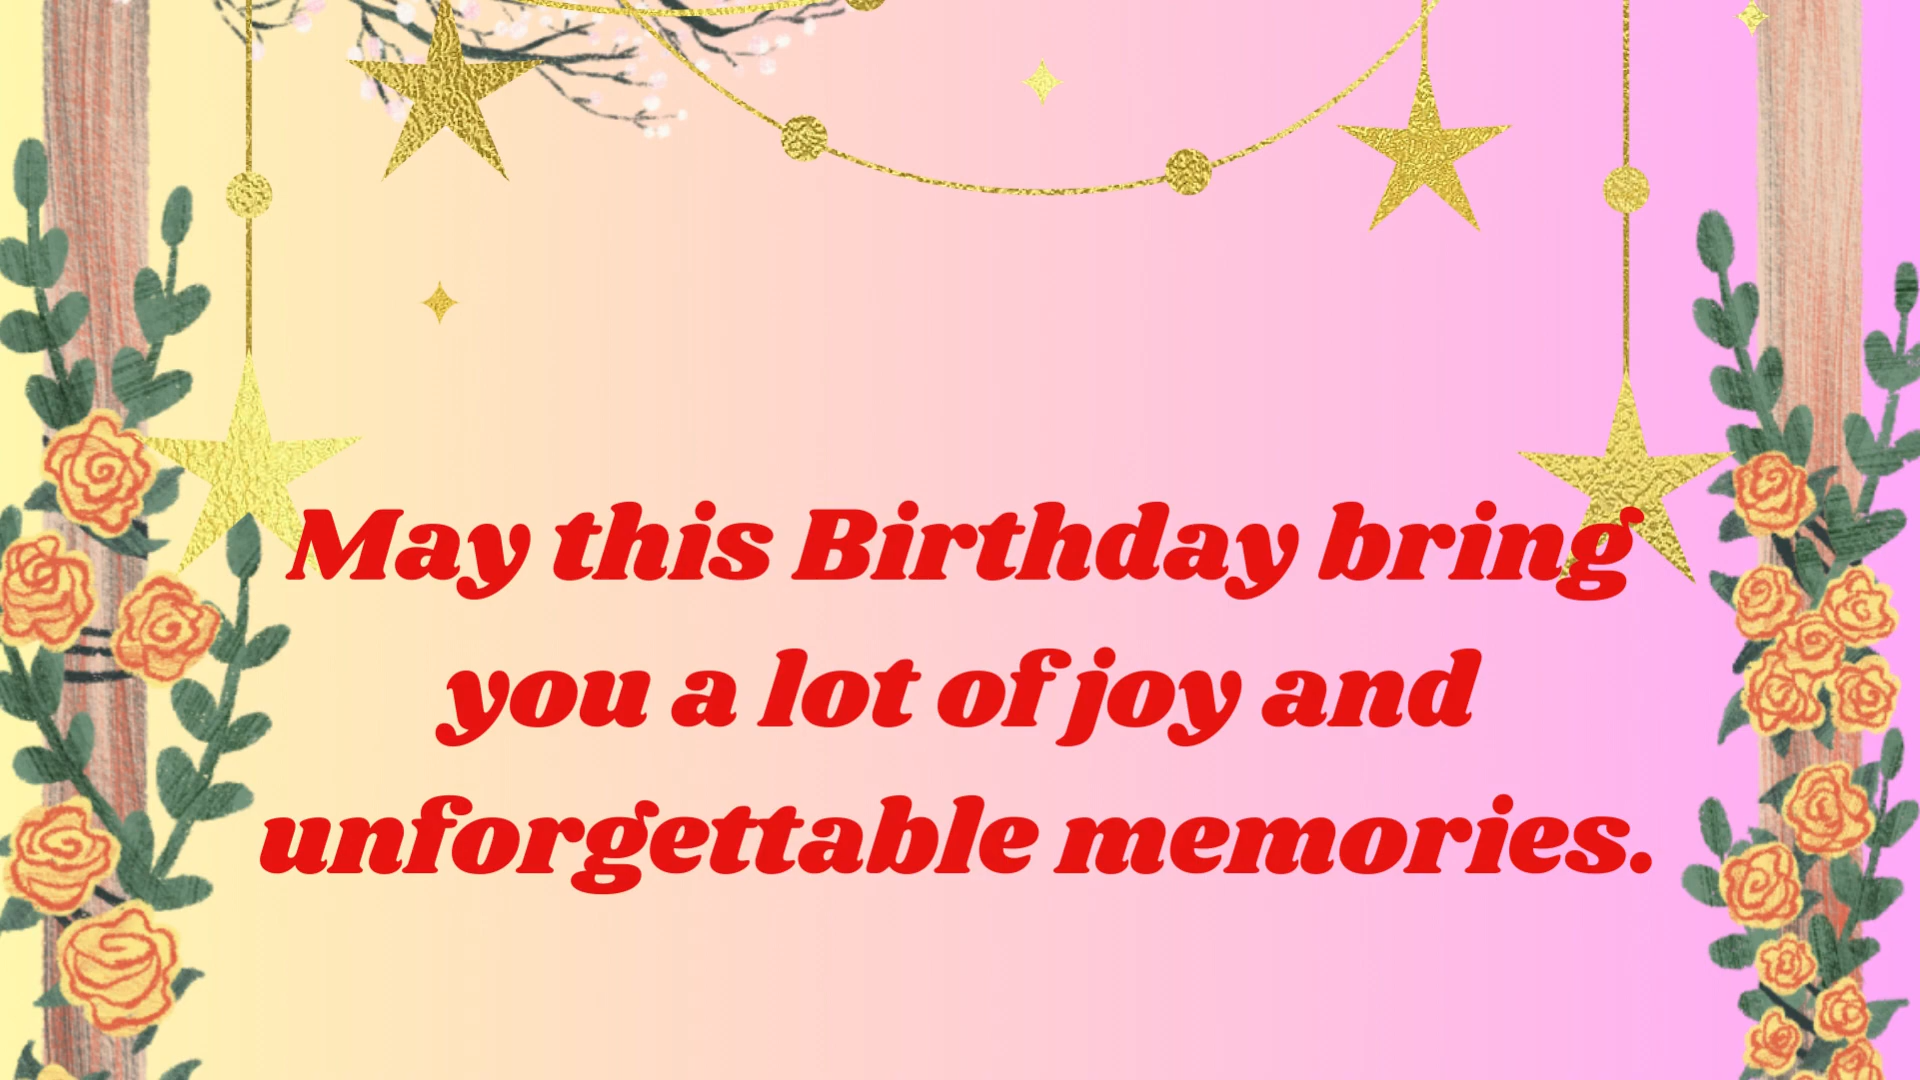 May this Birthday bring
you a lot of joy and
unforgettable memories.